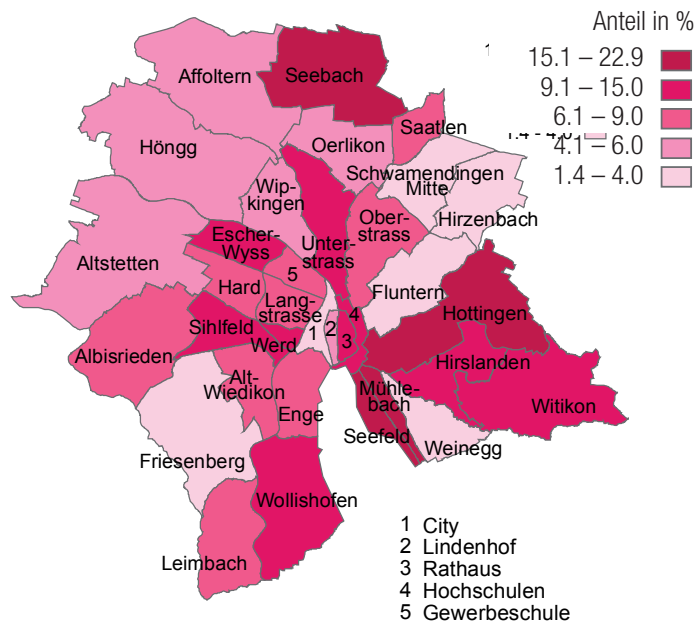 Anteil in %
15.1 – 22.9
9.1 – 15.0
6.1 – 9.0
4.1 – 6.0
1.4 – 4.0
Affoltern
Seebach
Saatlen
Höngg
Oerlikon
Schwamendingen
Mitte
Wip-
kingen
Ober-
strass
Hirzenbach
Escher-
Wyss
Unter-
strass
Altstetten
5
Hard
Fluntern
Lang-
strasse
4
Hottingen
1
2
3
Sihlfeld
Werd
Albisrieden
Hirslanden
Alt-
Wiedikon
Mühle-
bach
Witikon
Enge
Seefeld
Weinegg
Friesenberg
Wollishofen
Leimbach
1 City
2 Lindenhof
3 Rathaus
4 Hochschulen
5 Gewerbeschule